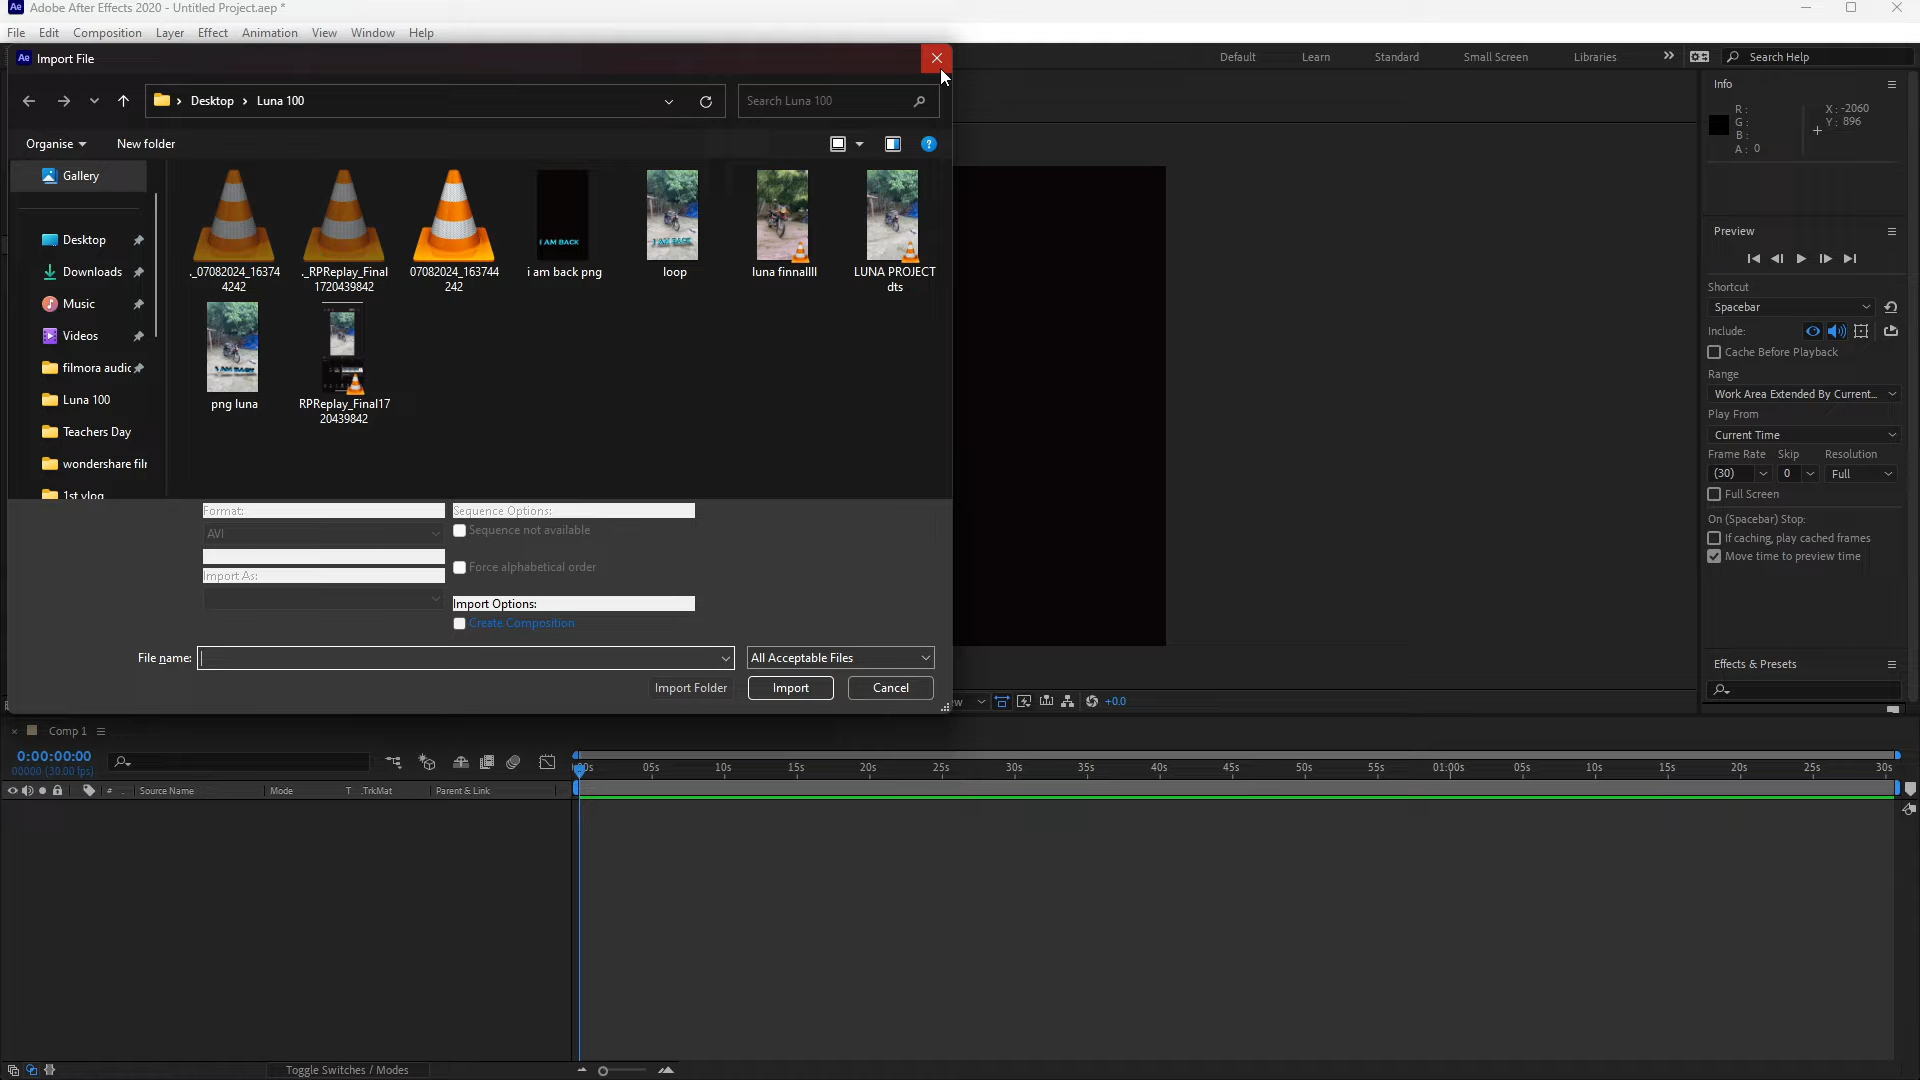 Ae Adobe After Effects 2020 - Untitled Project.aep *
File Edit Composition Layer Effect Animation View Window Help
Ae Import File
Default Learn Standard Small Screen Libraries » Search Help
Desktop › Luna 100
Search Luna 100
Organise New folder
Gallery
Desktop
Downloads
Music
Videos
filmora audic
Luna 100
Teachers Day
wondershare filr
1st vlog
._07082024_16374
4242
._RPReplay_Final
1720439842
07082024_163744
242
I AM BACK
i am back png
I AM BACK
loop
luna finnallll
LUNA PROJECT
dts
I AM BACK
png luna
RPReplay_Final17
20439842
Format:
AVI
Import As:
Sequence Options:
Sequence not available
Force alphabetical order
Import Options:
Create Composition
File name:
All Acceptable Files
Import Folder Import Cancel
Info
R:
G:
B:
A: 0
X: -2060
Y: 896
Preview
Shortcut
Spacebar
Include:
Cache Before Playback
Range
Work Area Extended By Current...
Play From
Current Time
Frame Rate Skip Resolution
(30) 0 Full
Full Screen
On (Spacebar) Stop:
If caching, play cached frames
Move time to preview time
Effects & Presets
+0.0
× Comp 1
0:00:00:00
00000 (30.00 fps)
# Source Name Mode T .TrkMat Parent & Link
05s 10s 15s 20s 25s 30s 35s 40s 45s 50s 55s 01:00s 05s 10s 15s 20s 25s 30s
Toggle Switches / Modes